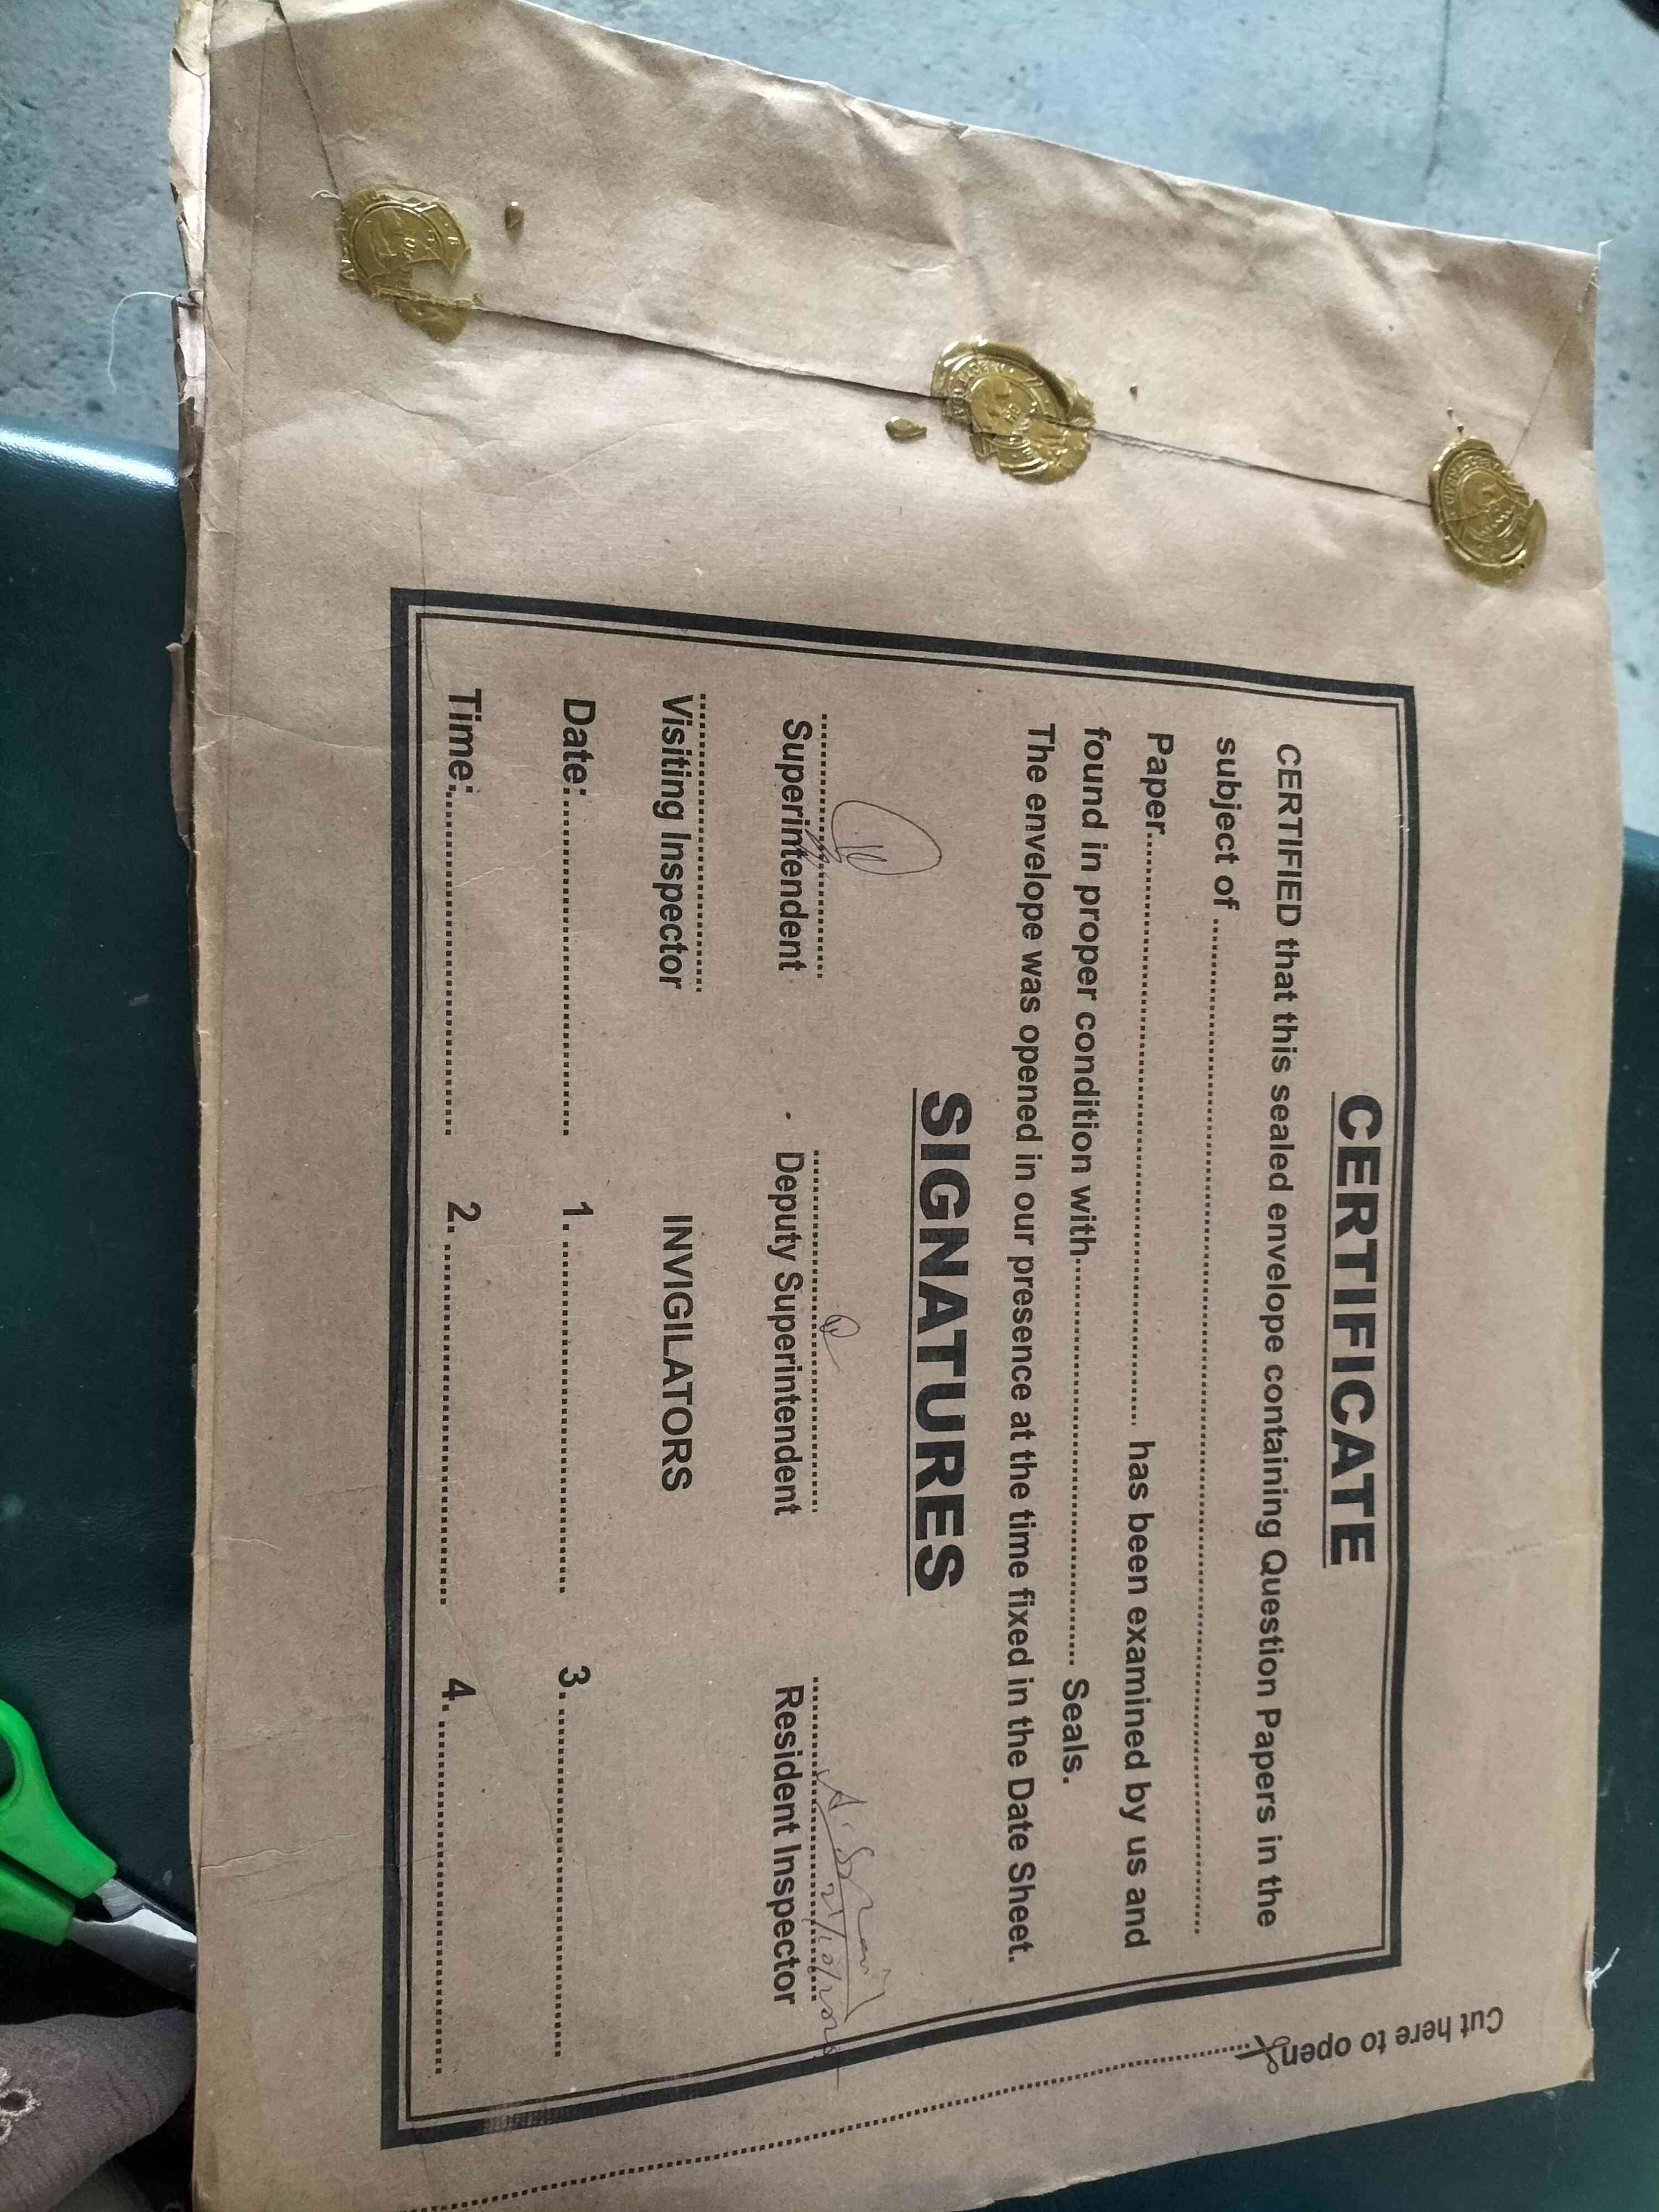 CERTIFICATE
CERTIFIED that this sealed envelope containing Question Papers in the
subject of ..........................................................................
Paper.............................................. has been examined by us and
found in proper condition with.............................. Seals.
The envelope was opened in our presence at the time fixed in the Date Sheet.
SIGNATURES
Superintendent
Deputy Superintendent
Resident Inspector
Visiting Inspector
INVIGILATORS
Date:..............................
1. ..............................
3. ..............................
Time:..............................
2. ..............................
4. ..............................
Cut here to open